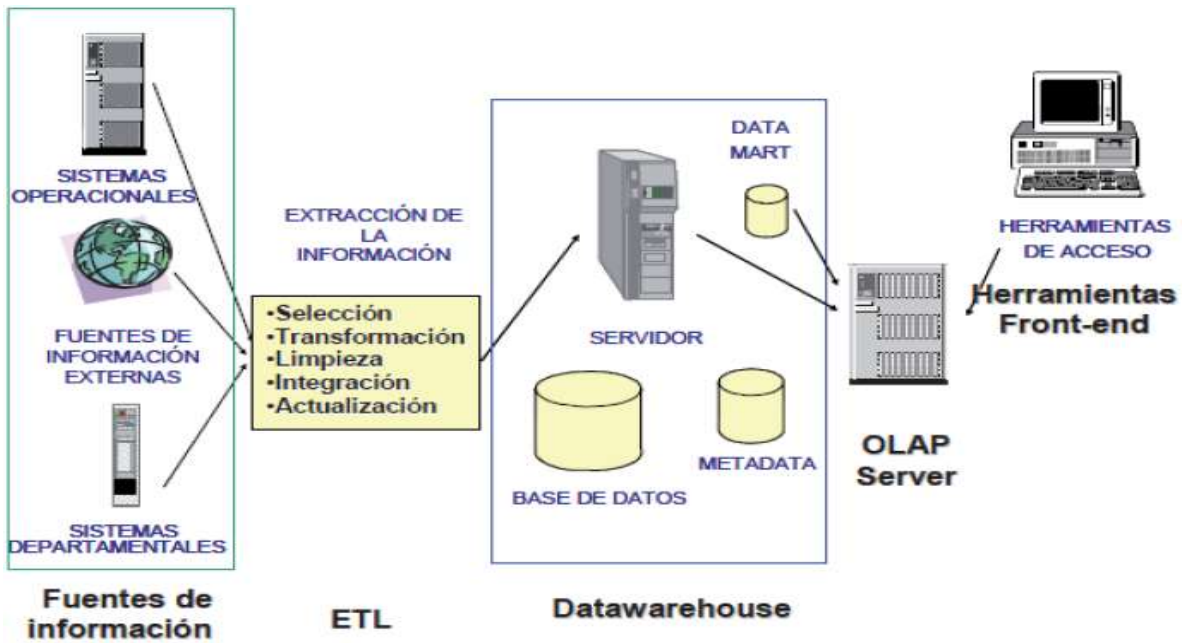 SISTEMAS
OPERACIONALES
FUENTES DE
INFORMACIÓN
EXTERNAS
SISTEMAS
DEPARTAMENTALES
Fuentes de
información
EXTRACCIÓN DE
LA
INFORMACIÓN
•Selección
•Transformación
•Limpieza
•Integración
•Actualización
ETL
DATA
MART
SERVIDOR
BASE DE DATOS
METADATA
Datawarehouse
OLAP
Server
HERRAMIENTAS
DE ACCESO
Herramientas
Front-end